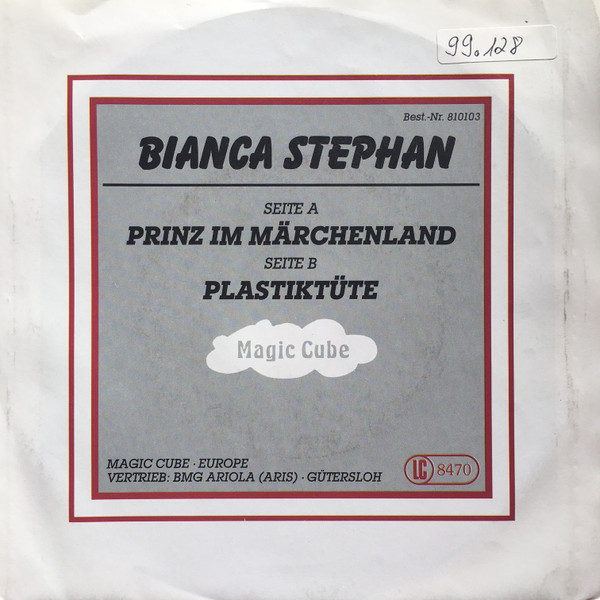 99.128
Best.-Nr. 810103
BIANCA STEPHAN
SEITE A
PRINZ IM MÄRCHENLAND
SEITE B
PLASTIKTÜTE
Magic Cube
MAGIC CUBE · EUROPE
VERTRIEB: BMG ARIOLA (ARIS) · GÜTERSLOH
LC 8470